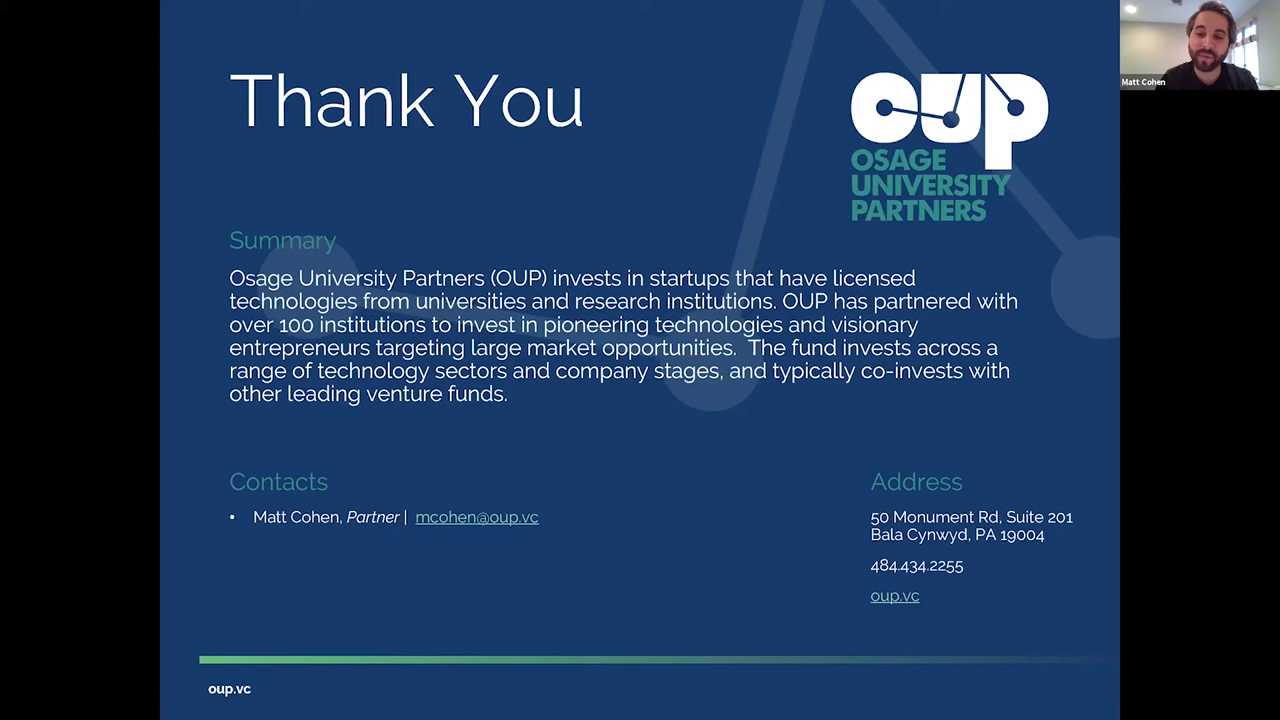 Thank You
OUP
OSAGE
UNIVERSITY
PARTNERS
Matt Cohen
Summary
Osage University Partners (OUP) invests in startups that have licensed
technologies from universities and research institutions. OUP has partnered with
over 100 institutions to invest in pioneering technologies and visionary
entrepreneurs targeting large market opportunities.  The fund invests across a
range of technology sectors and company stages, and typically co-invests with
other leading venture funds.
Contacts
• Matt Cohen, Partner | mcohen@oup.vc
Address
50 Monument Rd, Suite 201
Bala Cynwyd, PA 19004
484.434.2255
oup.vc
oup.vc